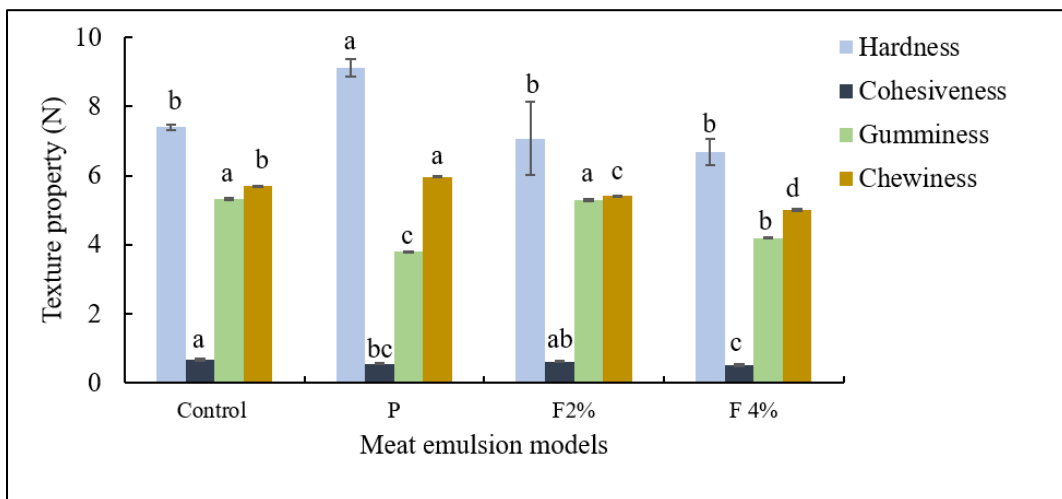 Texture property (N)
10
8
6
4
2
0
b
a
a
b
a
bc
c
a
b
ab
a
c
b
c
b
d
Control
P
F2%
F 4%
Meat emulsion models
Hardness
Cohesiveness
Gumminess
Chewiness